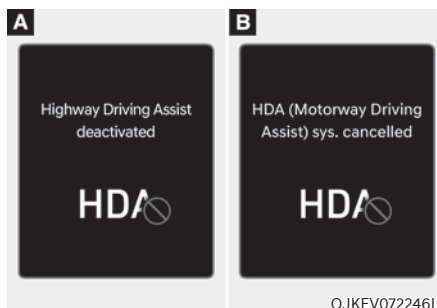 A
Highway Driving Assist
deactivated
HDA
B
HDA (Motorway Driving
Assist) sys. cancelled
HDA
OJKEV072246L